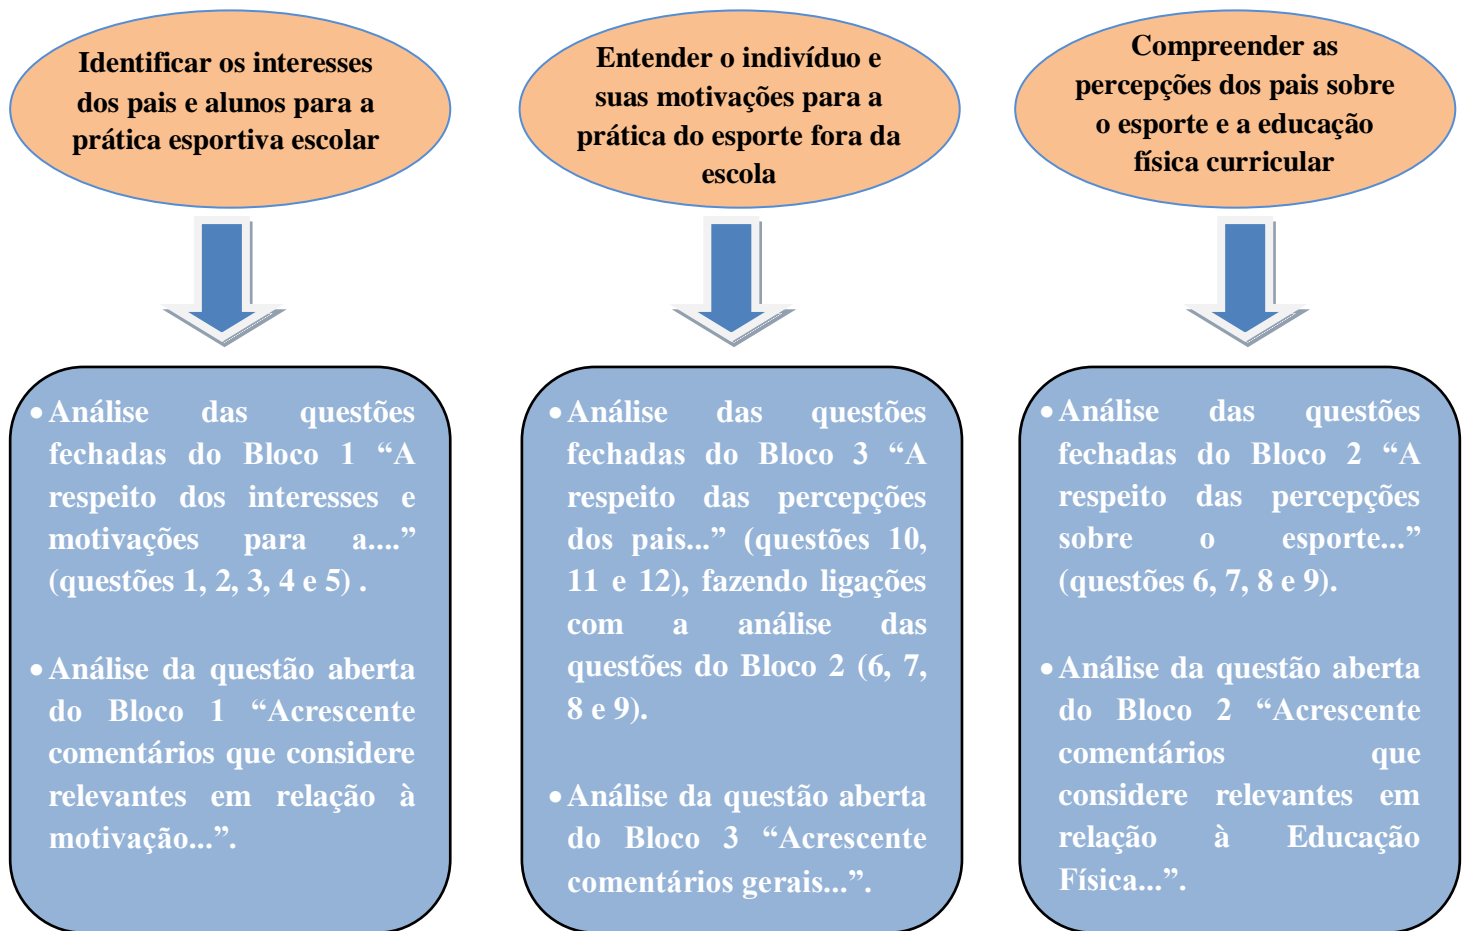 Identificar os interesses
dos pais e alunos para a
prática esportiva escolar
Entender o indivíduo e
suas motivações para a
prática do esporte fora da
escola
Compreender as
percepções dos pais sobre
o esporte e a educação
física curricular
• Análise das questões
fechadas do Bloco 1 “A
respeito dos interesses e
motivações para a....”
(questões 1, 2, 3, 4 e 5) .
• Análise da questão aberta
do Bloco 1 “Acrescente
comentários que considere
relevantes em relação à
motivação...”.
• Análise das questões
fechadas do Bloco 3 “A
respeito das percepções
dos pais...” (questões 10,
11 e 12), fazendo ligações
com a análise das
questões do Bloco 2 (6, 7,
8 e 9).
• Análise da questão aberta
do Bloco 3 “Acrescente
comentários gerais...”.
• Análise das questões
fechadas do Bloco 2 “A
respeito das percepções
sobre o esporte...”
(questões 6, 7, 8 e 9).
• Análise da questão aberta
do Bloco 2 “Acrescente
comentários que
considere relevantes em
relação à Educação
Física...”.